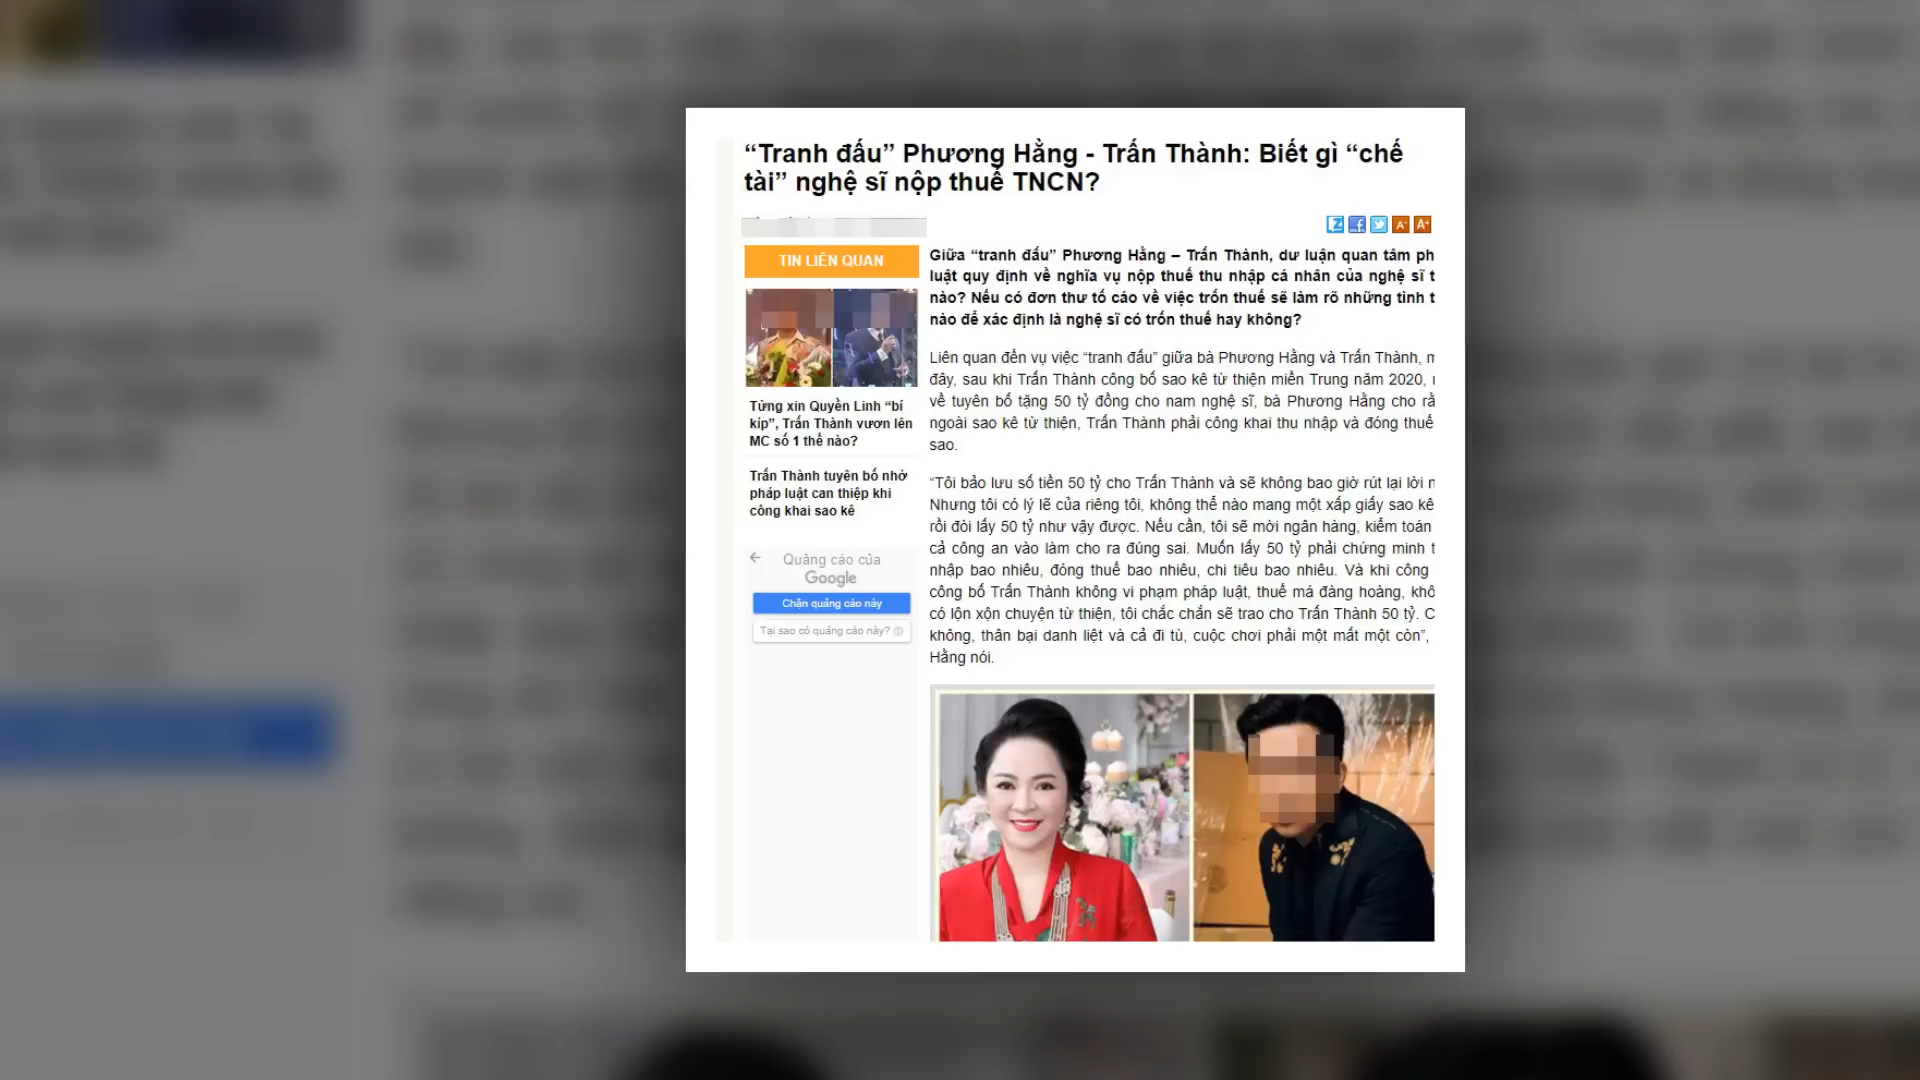 “Tranh đấu” Phương Hằng - Trấn Thành: Biết gì “chế
tài” nghệ sĩ nộp thuế TNCN?
TIN LIÊN QUAN
Từng xin Quyền Linh “bí
kíp”, Trấn Thành vươn lên
MC số 1 thế nào?
Trấn Thành tuyên bố nhờ
pháp luật can thiệp khi
công khai sao kê
Quảng cáo của
Google
Chặn quảng cáo này
Tại sao có quảng cáo này?
Giữa “tranh đấu” Phương Hằng – Trấn Thành, dư luận quan tâm ph
luật quy định về nghĩa vụ nộp thuế thu nhập cá nhân của nghệ sĩ t
nào? Nếu có đơn thư tố cáo về việc trốn thuế sẽ làm rõ những tình t
nào để xác định là nghệ sĩ có trốn thuế hay không?
Liên quan đến vụ việc “tranh đấu” giữa bà Phương Hằng và Trấn Thành, m
đây, sau khi Trấn Thành công bố sao kê từ thiện miền Trung năm 2020,
về tuyên bố tặng 50 tỷ đồng cho nam nghệ sĩ, bà Phương Hằng cho rằ
ngoài sao kê từ thiện, Trấn Thành phải công khai thu nhập và đóng thuế
sao.
“Tôi bảo lưu số tiền 50 tỷ cho Trấn Thành và sẽ không bao giờ rút lại lời n
Nhưng tôi có lý lẽ của riêng tôi, không thể nào mang một xấp giấy sao kê
rồi đòi lấy 50 tỷ như vậy được. Nếu cần, tôi sẽ mời ngân hàng, kiểm toán
cả công an vào làm cho ra đúng sai. Muốn lấy 50 tỷ phải chứng minh t
nhập bao nhiêu, đóng thuế bao nhiêu, chi tiêu bao nhiêu. Và khi công
công bố Trấn Thành không vi phạm pháp luật, thuế má đàng hoàng, khô
có lộn xộn chuyện từ thiện, tôi chắc chắn sẽ trao cho Trấn Thành 50 tỷ. C
không, thân bại danh liệt và cả đi tù, cuộc chơi phải một mất một còn”,
Hằng nói.